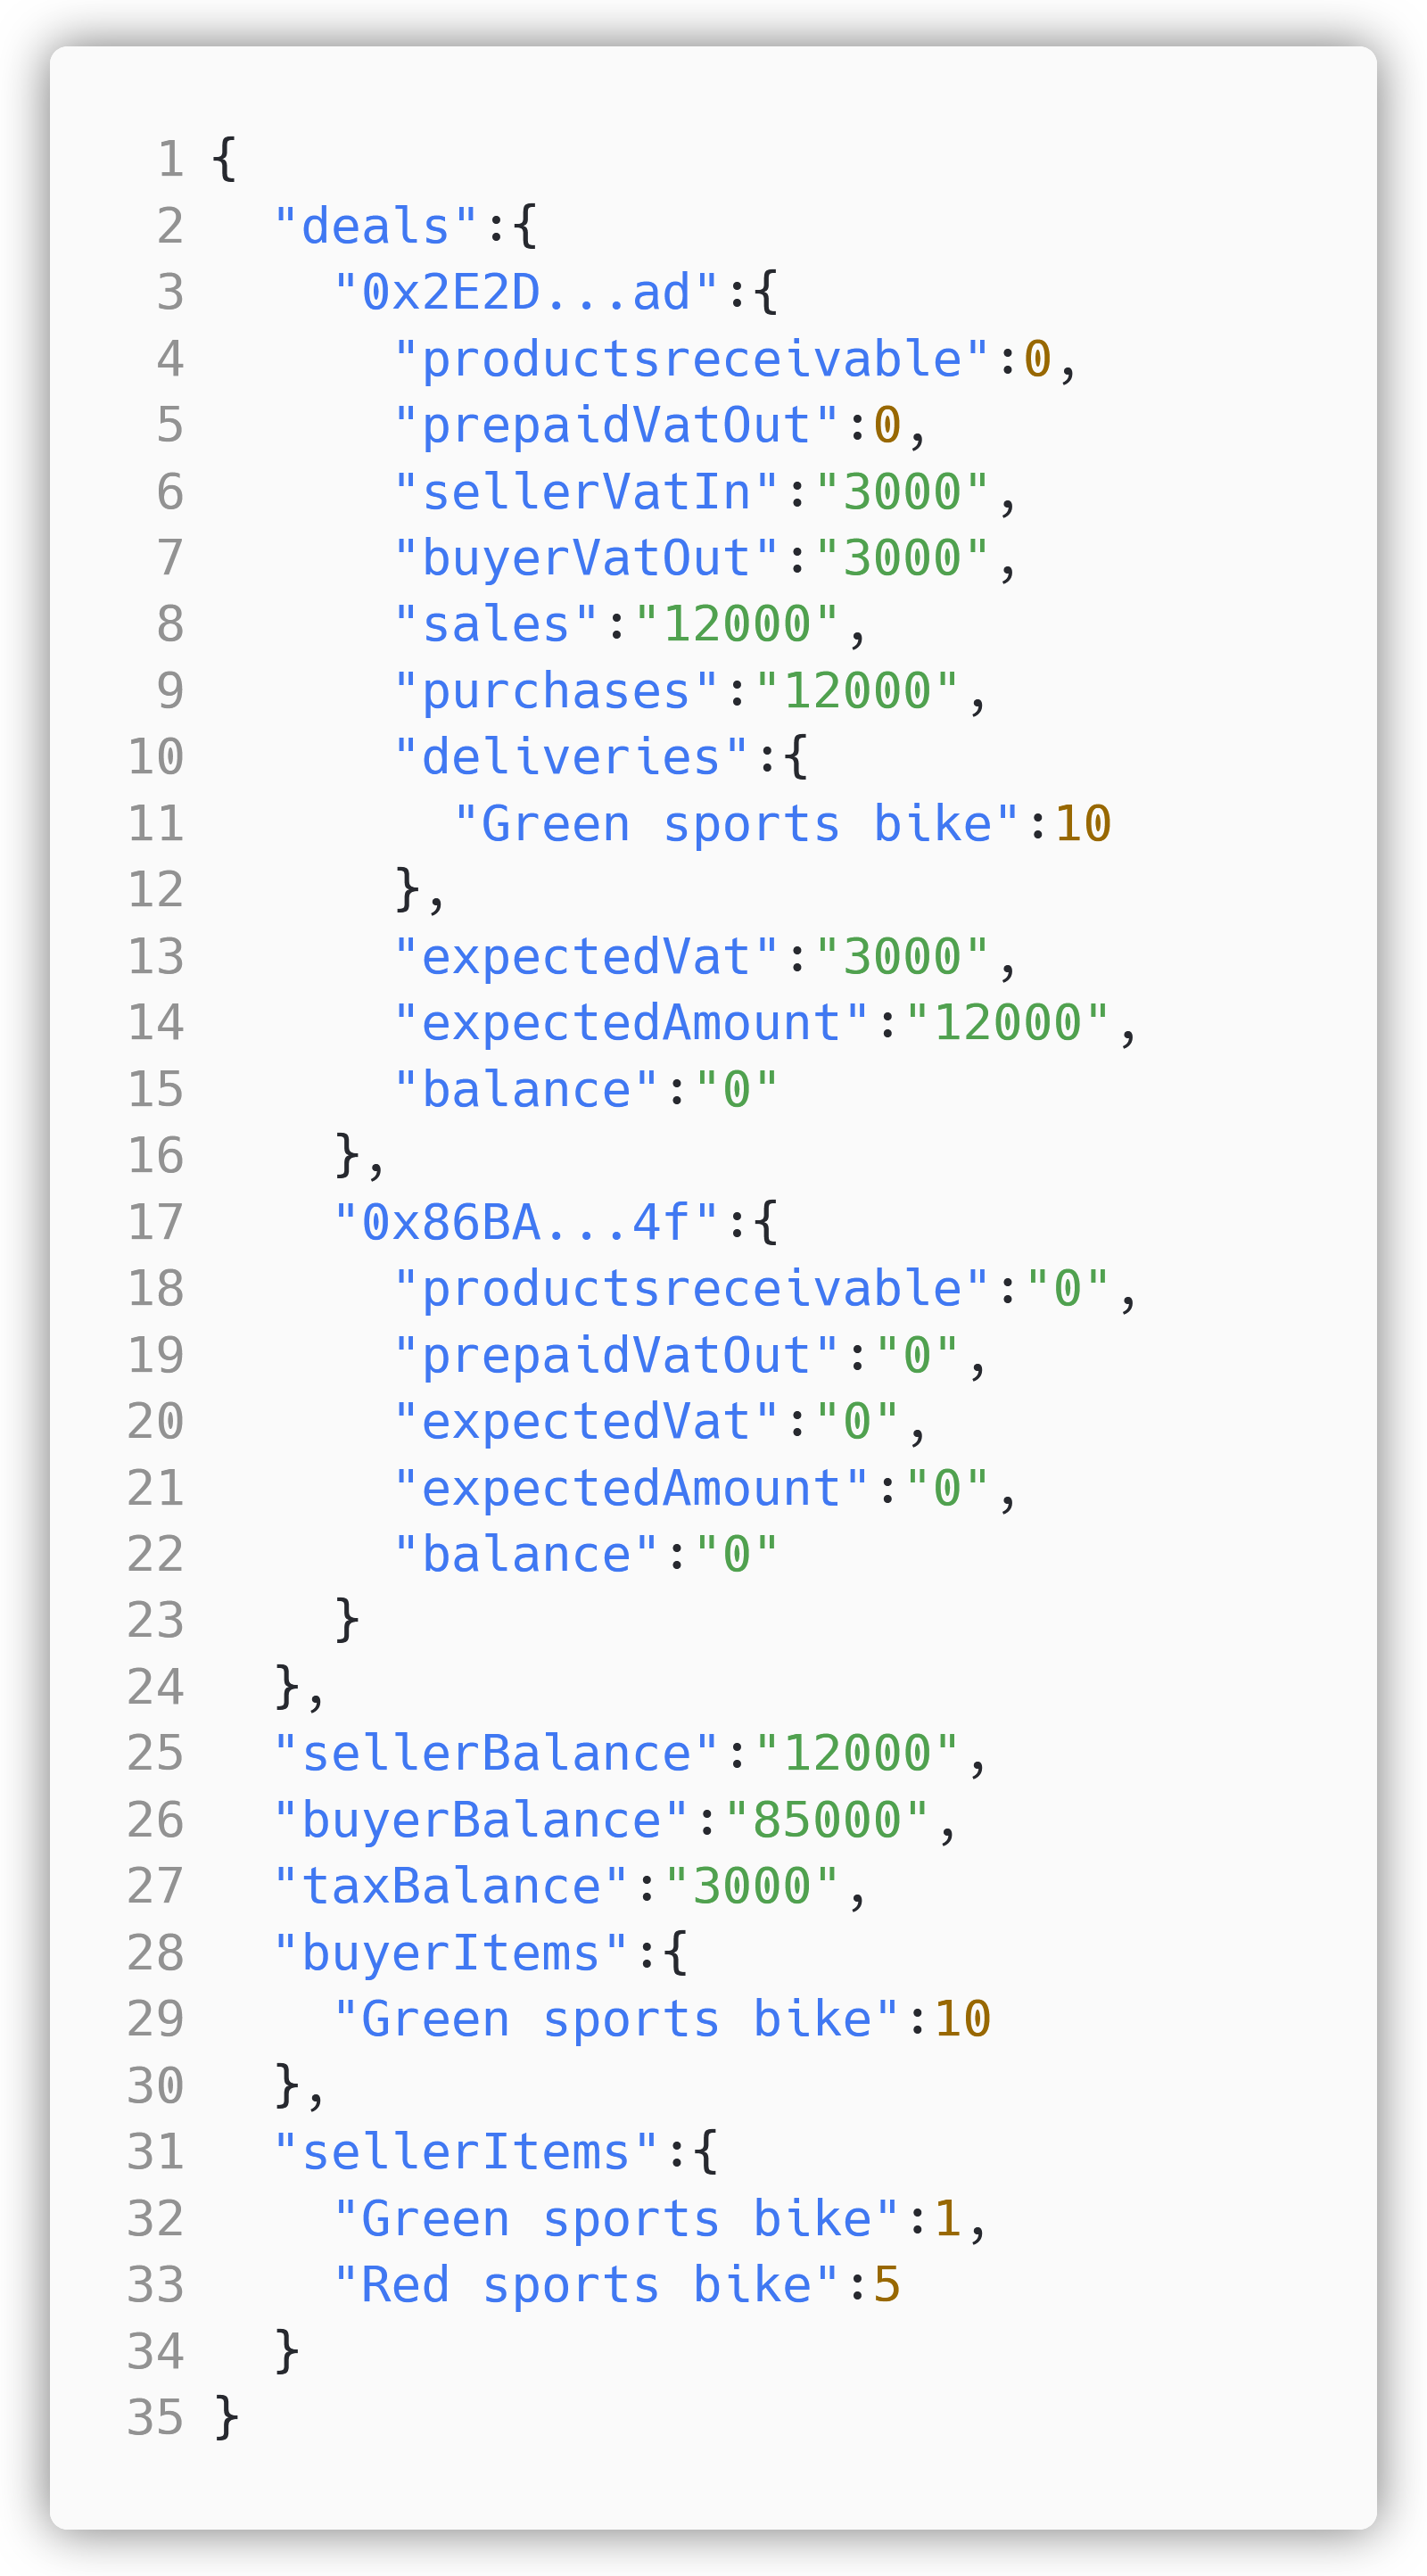 1 {
2   "deals":{
3     "0x2E2D...ad":{
4       "productsreceivable":0,
5       "prepaidVatOut":0,
6       "sellerVatIn":"3000",
7       "buyerVatOut":"3000",
8       "sales":"12000",
9       "purchases":"12000",
10       "deliveries":{
11         "Green sports bike":10
12       },
13       "expectedVat":"3000",
14       "expectedAmount":"12000",
15       "balance":"0"
16     },
17     "0x86BA...4f":{
18       "productsreceivable":"0",
19       "prepaidVatOut":"0",
20       "expectedVat":"0",
21       "expectedAmount":"0",
22       "balance":"0"
23     }
24   },
25   "sellerBalance":"12000",
26   "buyerBalance":"85000",
27   "taxBalance":"3000",
28   "buyerItems":{
29     "Green sports bike":10
30   },
31   "sellerItems":{
32     "Green sports bike":1,
33     "Red sports bike":5
34   }
35 }